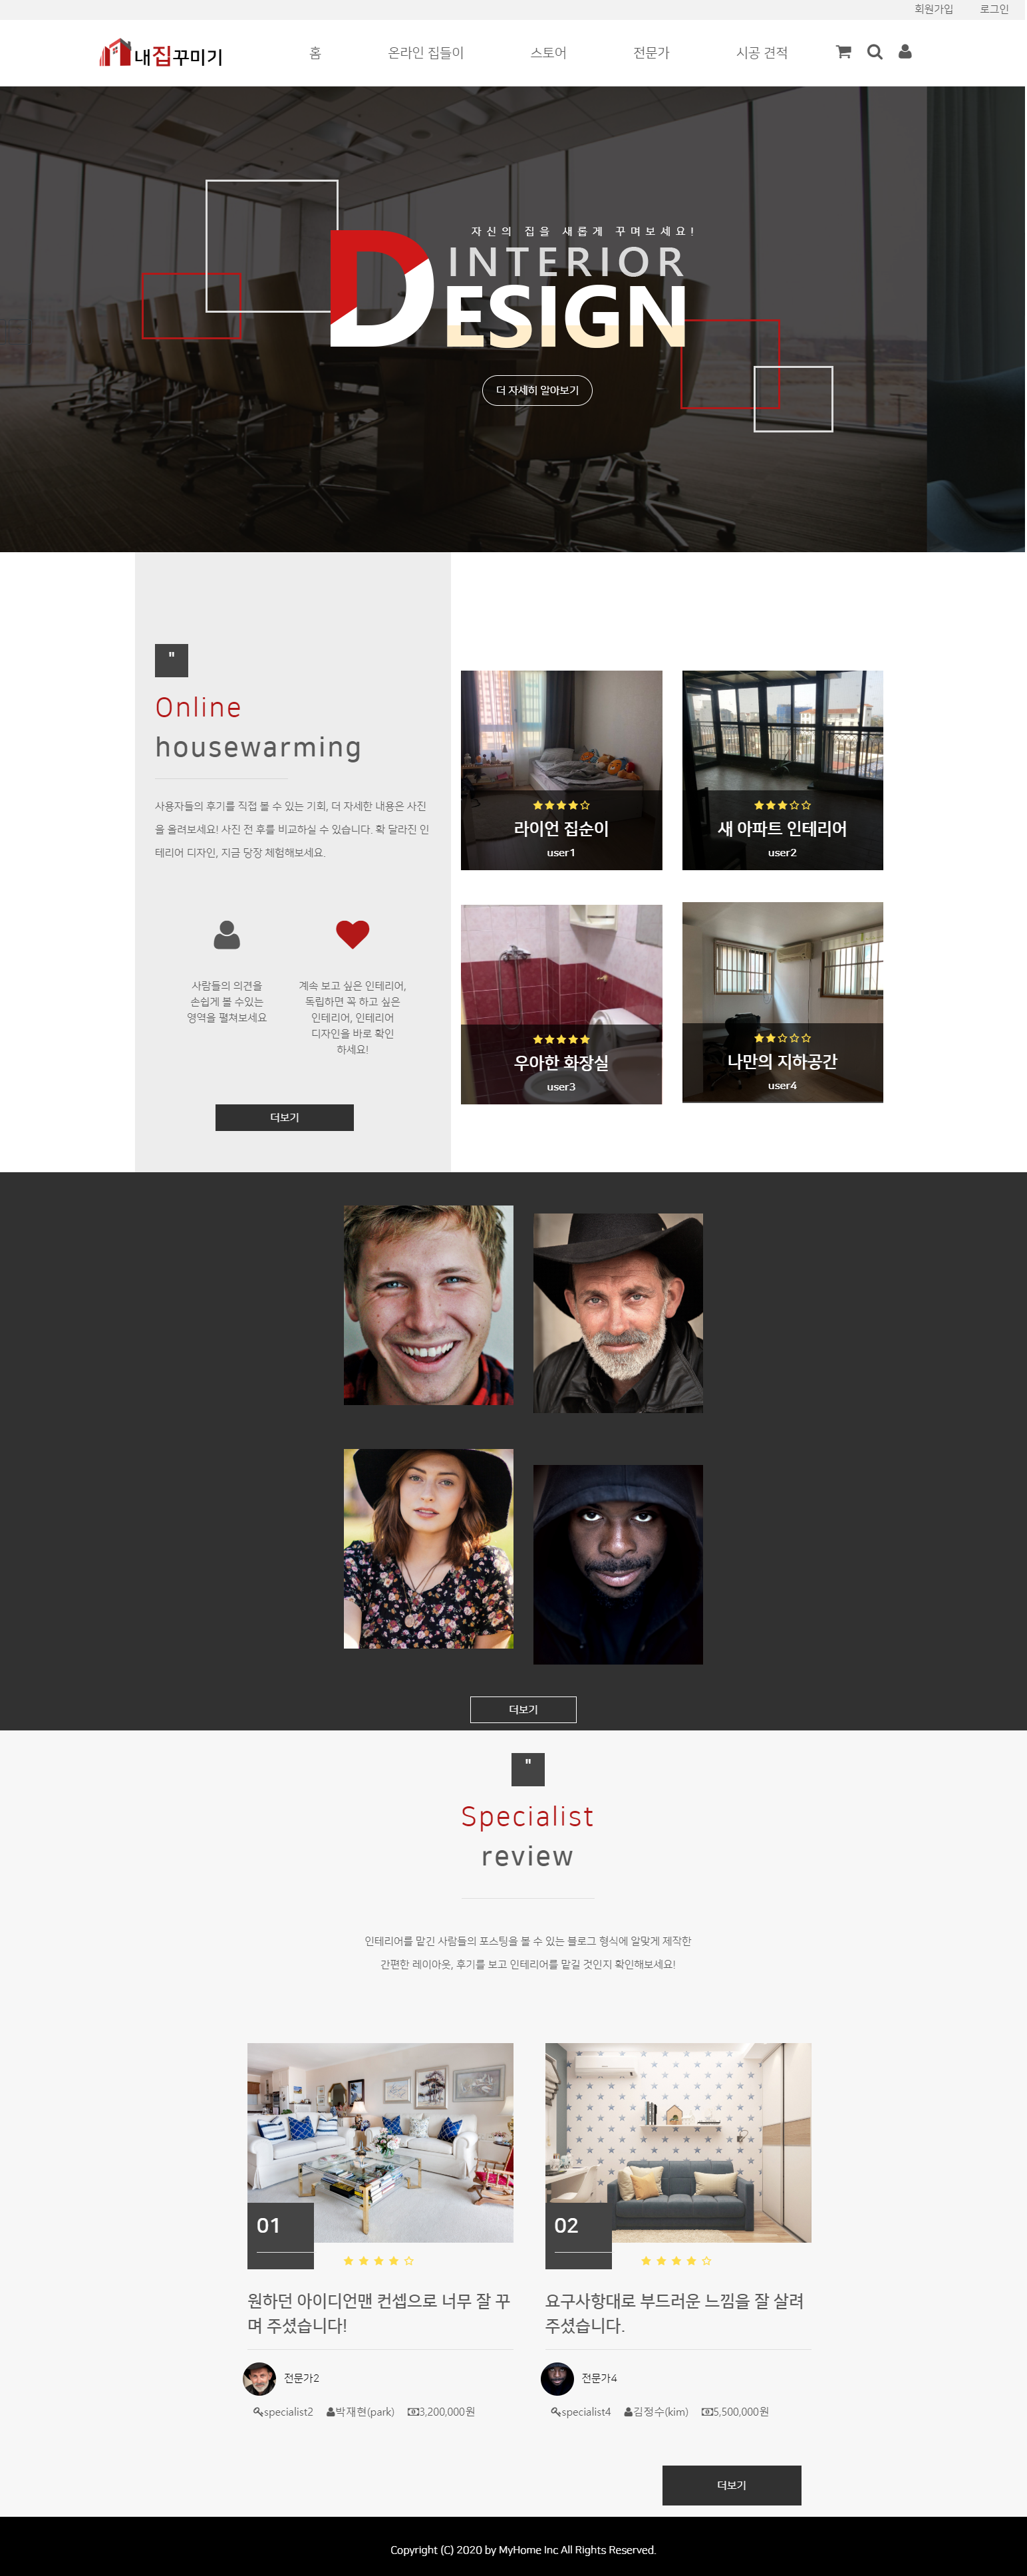 회원가입 로그인
내집꾸미기 홈 온라인 집들이 스토어 전문가 시공 견적
자신의 집을 새롭게 꾸며보세요!
INTERIOR
DESIGN
더 자세히 알아보기
"
Online
housewarming
사용자들의 후기를 직접 볼 수 있는 기회, 더 자세한 내용은 사진
을 올려보세요! 사진 전 후를 비교하실 수 있습니다. 확 달라진 인
테리어 디자인, 지금 당장 체험해보세요.
사람들의 의견을
손쉽게 볼 수있는
영역을 펼쳐보세요
계속 보고 싶은 인테리어,
독립하면 꼭 하고 싶은
인테리어, 인테리어
디자인을 바로 확인
하세요!
더보기
라이언 집순이
user1
새 아파트 인테리어
user2
우아한 화장실
user3
나만의 지하공간
user4
더보기
"
Specialist
review
인테리어를 맡긴 사람들의 포스팅을 볼 수 있는 블로그 형식에 알맞게 제작한
간편한 레이아웃, 후기를 보고 인테리어를 맡길 것인지 확인해보세요!
01
원하던 아이디언맨 컨셉으로 너무 잘 꾸
며 주셨습니다!
전문가2
specialist2 박재현(park) 3,200,000원
02
요구사항대로 부드러운 느낌을 잘 살려
주셨습니다.
전문가4
specialist4 김정수(kim) 5,500,000원
더보기
Copyright (C) 2020 by MyHome Inc All Rights Reserved.